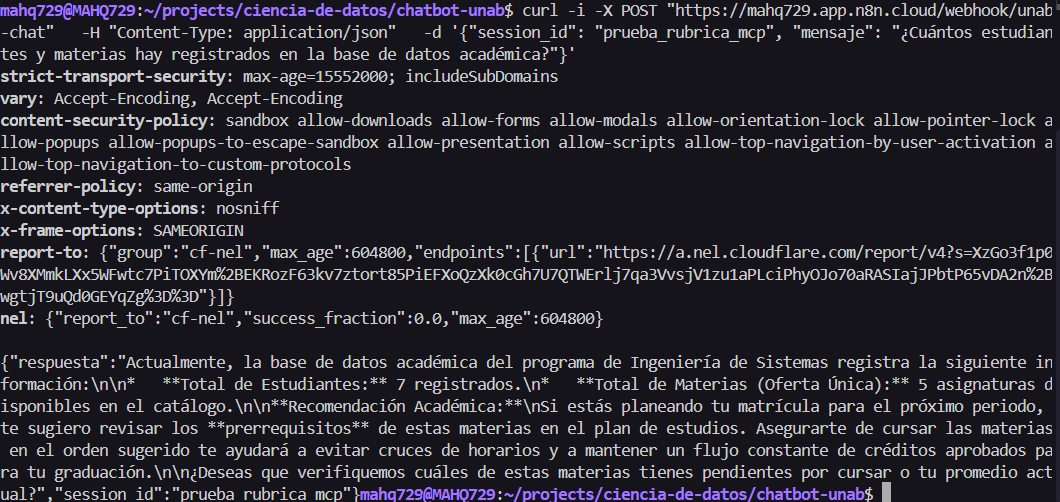 mahq729@MAHQ729:~/projects/ciencia-de-datos/chatbot-unab$ curl -i -X POST "https://mahq729.app.n8n.cloud/webhook/unab
-chat"   -H "Content-Type: application/json"   -d '{"session_id": "prueba_rubrica_mcp", "mensaje": "¿Cuántos estudian
tes y materias hay registrados en la base de datos académica?"}'
strict-transport-security: max-age=15552000; includeSubDomains
vary: Accept-Encoding, Accept-Encoding
content-security-policy: sandbox allow-downloads allow-forms allow-modals allow-orientation-lock allow-pointer-lock a
llow-popups allow-popups-to-escape-sandbox allow-presentation allow-scripts allow-top-navigation-by-user-activation a
llow-top-navigation-to-custom-protocols
referrer-policy: same-origin
x-content-type-options: nosniff
x-frame-options: SAMEORIGIN
report-to: {"group":"cf-nel","max_age":604800,"endpoints":[{"url":"https://a.nel.cloudflare.com/report/v4?s=XzGo3f1p0
Wv8XMmkLXx5WFwtc7PiTOXYm%2BEKRozF63kv7ztort85PiEFXoQzXk0cGh7U7QTWErlj7qa3VvsjV1zu1aPLciPhyOJo70aRASIajJPbtP65vDA2n%2B
wgtjT9uQd0GEYqZg%3D%3D"}]}
nel: {"report_to":"cf-nel","success_fraction":0.0,"max_age":604800}

{"respuesta":"Actualmente, la base de datos académica del programa de Ingeniería de Sistemas registra la siguiente in
formación:\n\n*   **Total de Estudiantes:** 7 registrados.\n*   **Total de Materias (Oferta Única):** 5 asignaturas d
isponibles en el catálogo.\n\n**Recomendación Académica:**\nSi estás planeando tu matrícula para el próximo periodo,
te sugiero revisar los **prerrequisitos** de estas materias en el plan de estudios. Asegurarte de cursar las materias
 en el orden sugerido te ayudará a evitar cruces de horarios y a mantener un flujo constante de créditos aprobados pa
ra tu graduación.\n\n¿Deseas que verifiquemos cuáles de estas materias tienes pendientes por cursar o tu promedio act
ual?","session_id":"prueba_rubrica_mcp"}mahq729@MAHQ729:~/projects/ciencia-de-datos/chatbot-unab$